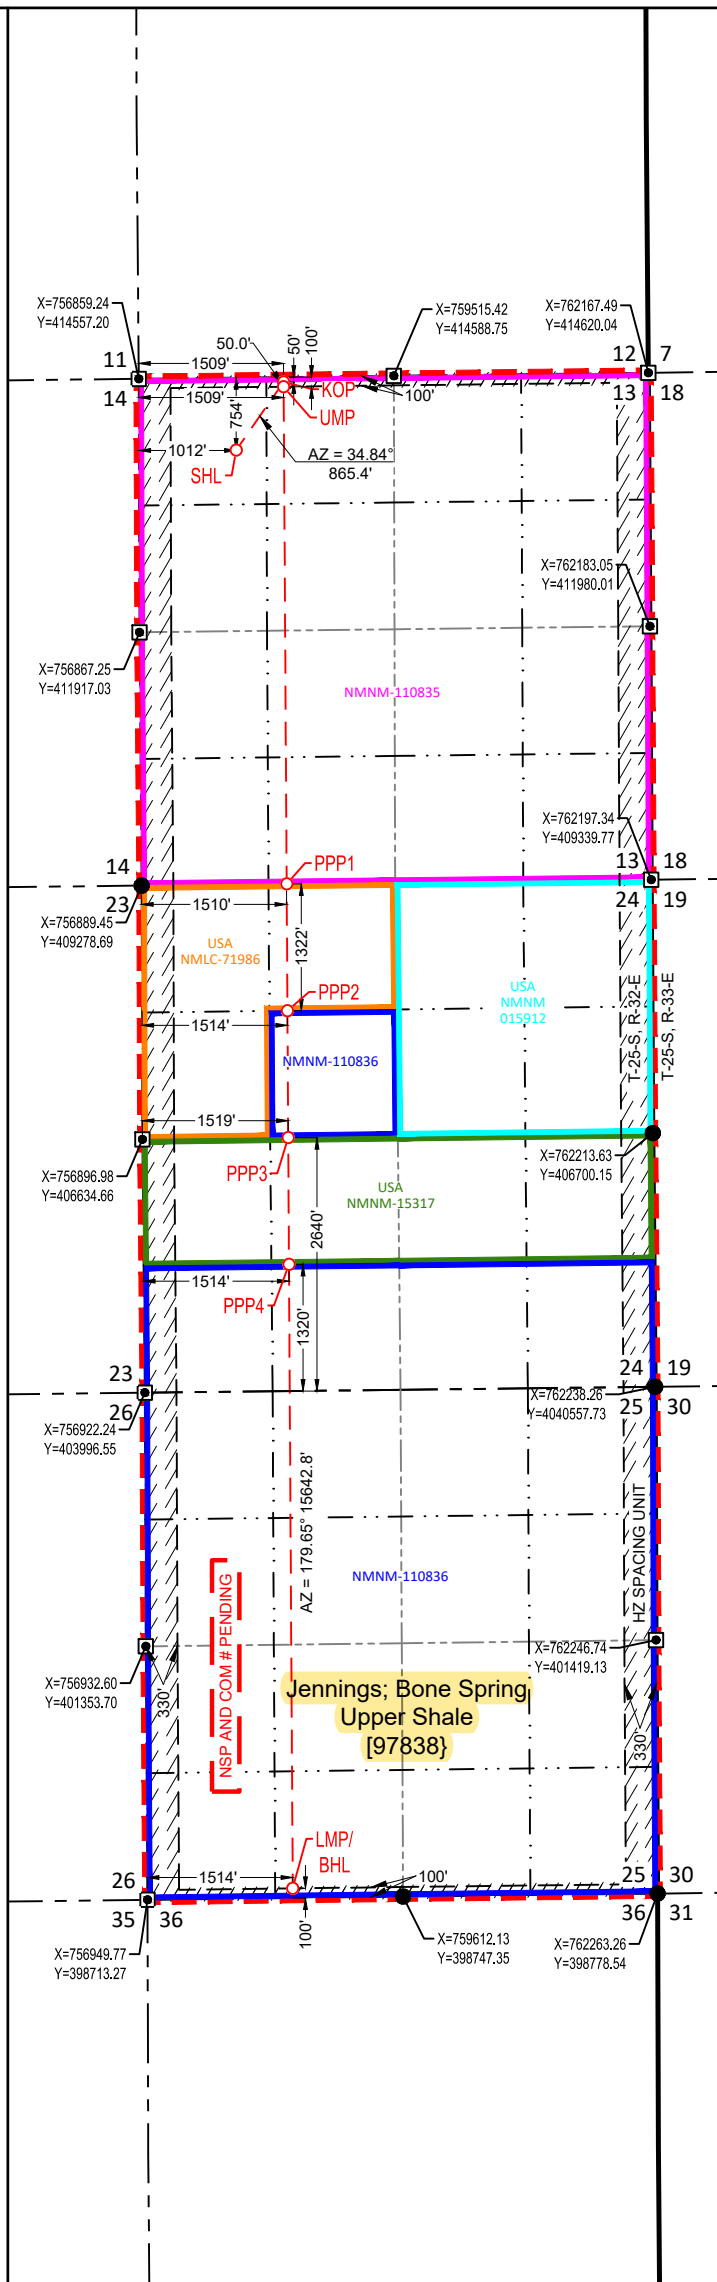 X=756859.24
Y=414557.20
X=759515.42
Y=414588.75
X=762167.49
Y=414620.04
11
12
7
14
13
18
1509'
50.0'
50'
100'
1509'
KOP
UMP
100'
754'
1012'
SHL
AZ = 34.84°
865.4'
X=762183.05
Y=411980.01
X=756867.25
Y=411917.03
NMNM-110835
X=762197.34
Y=409339.77
14
13
18
23
24
19
PPP1
X=756889.45
Y=409278.69
1510'
USA
NMLC-71986
1322'
USA
NMNM
015912
PPP2
1514'
T-25-S, R-32-E
T-25-S, R-33-E
NMNM-110836
1519'
X=756896.98
Y=406634.66
PPP3
X=762213.63
Y=406700.15
USA
NMNM-15317
2640'
1514'
PPP4
1320'
23
24
19
26
25
30
X=756922.24
Y=403996.55
X=762238.26
Y=4040557.73
AZ = 179.65° 15642.8'
HZ SPACING UNIT
NMNM-110836
NSP AND COM # PENDING
X=762246.74
Y=401419.13
X=756932.60
Y=401353.70
330'
330'
Jennings; Bone Spring
Upper Shale
[97838}
LMP/
BHL
1514'
100'
26
25
30
35
36
36
31
100'
X=756949.77
Y=398713.27
X=759612.13
Y=398747.35
X=762263.26
Y=398778.54